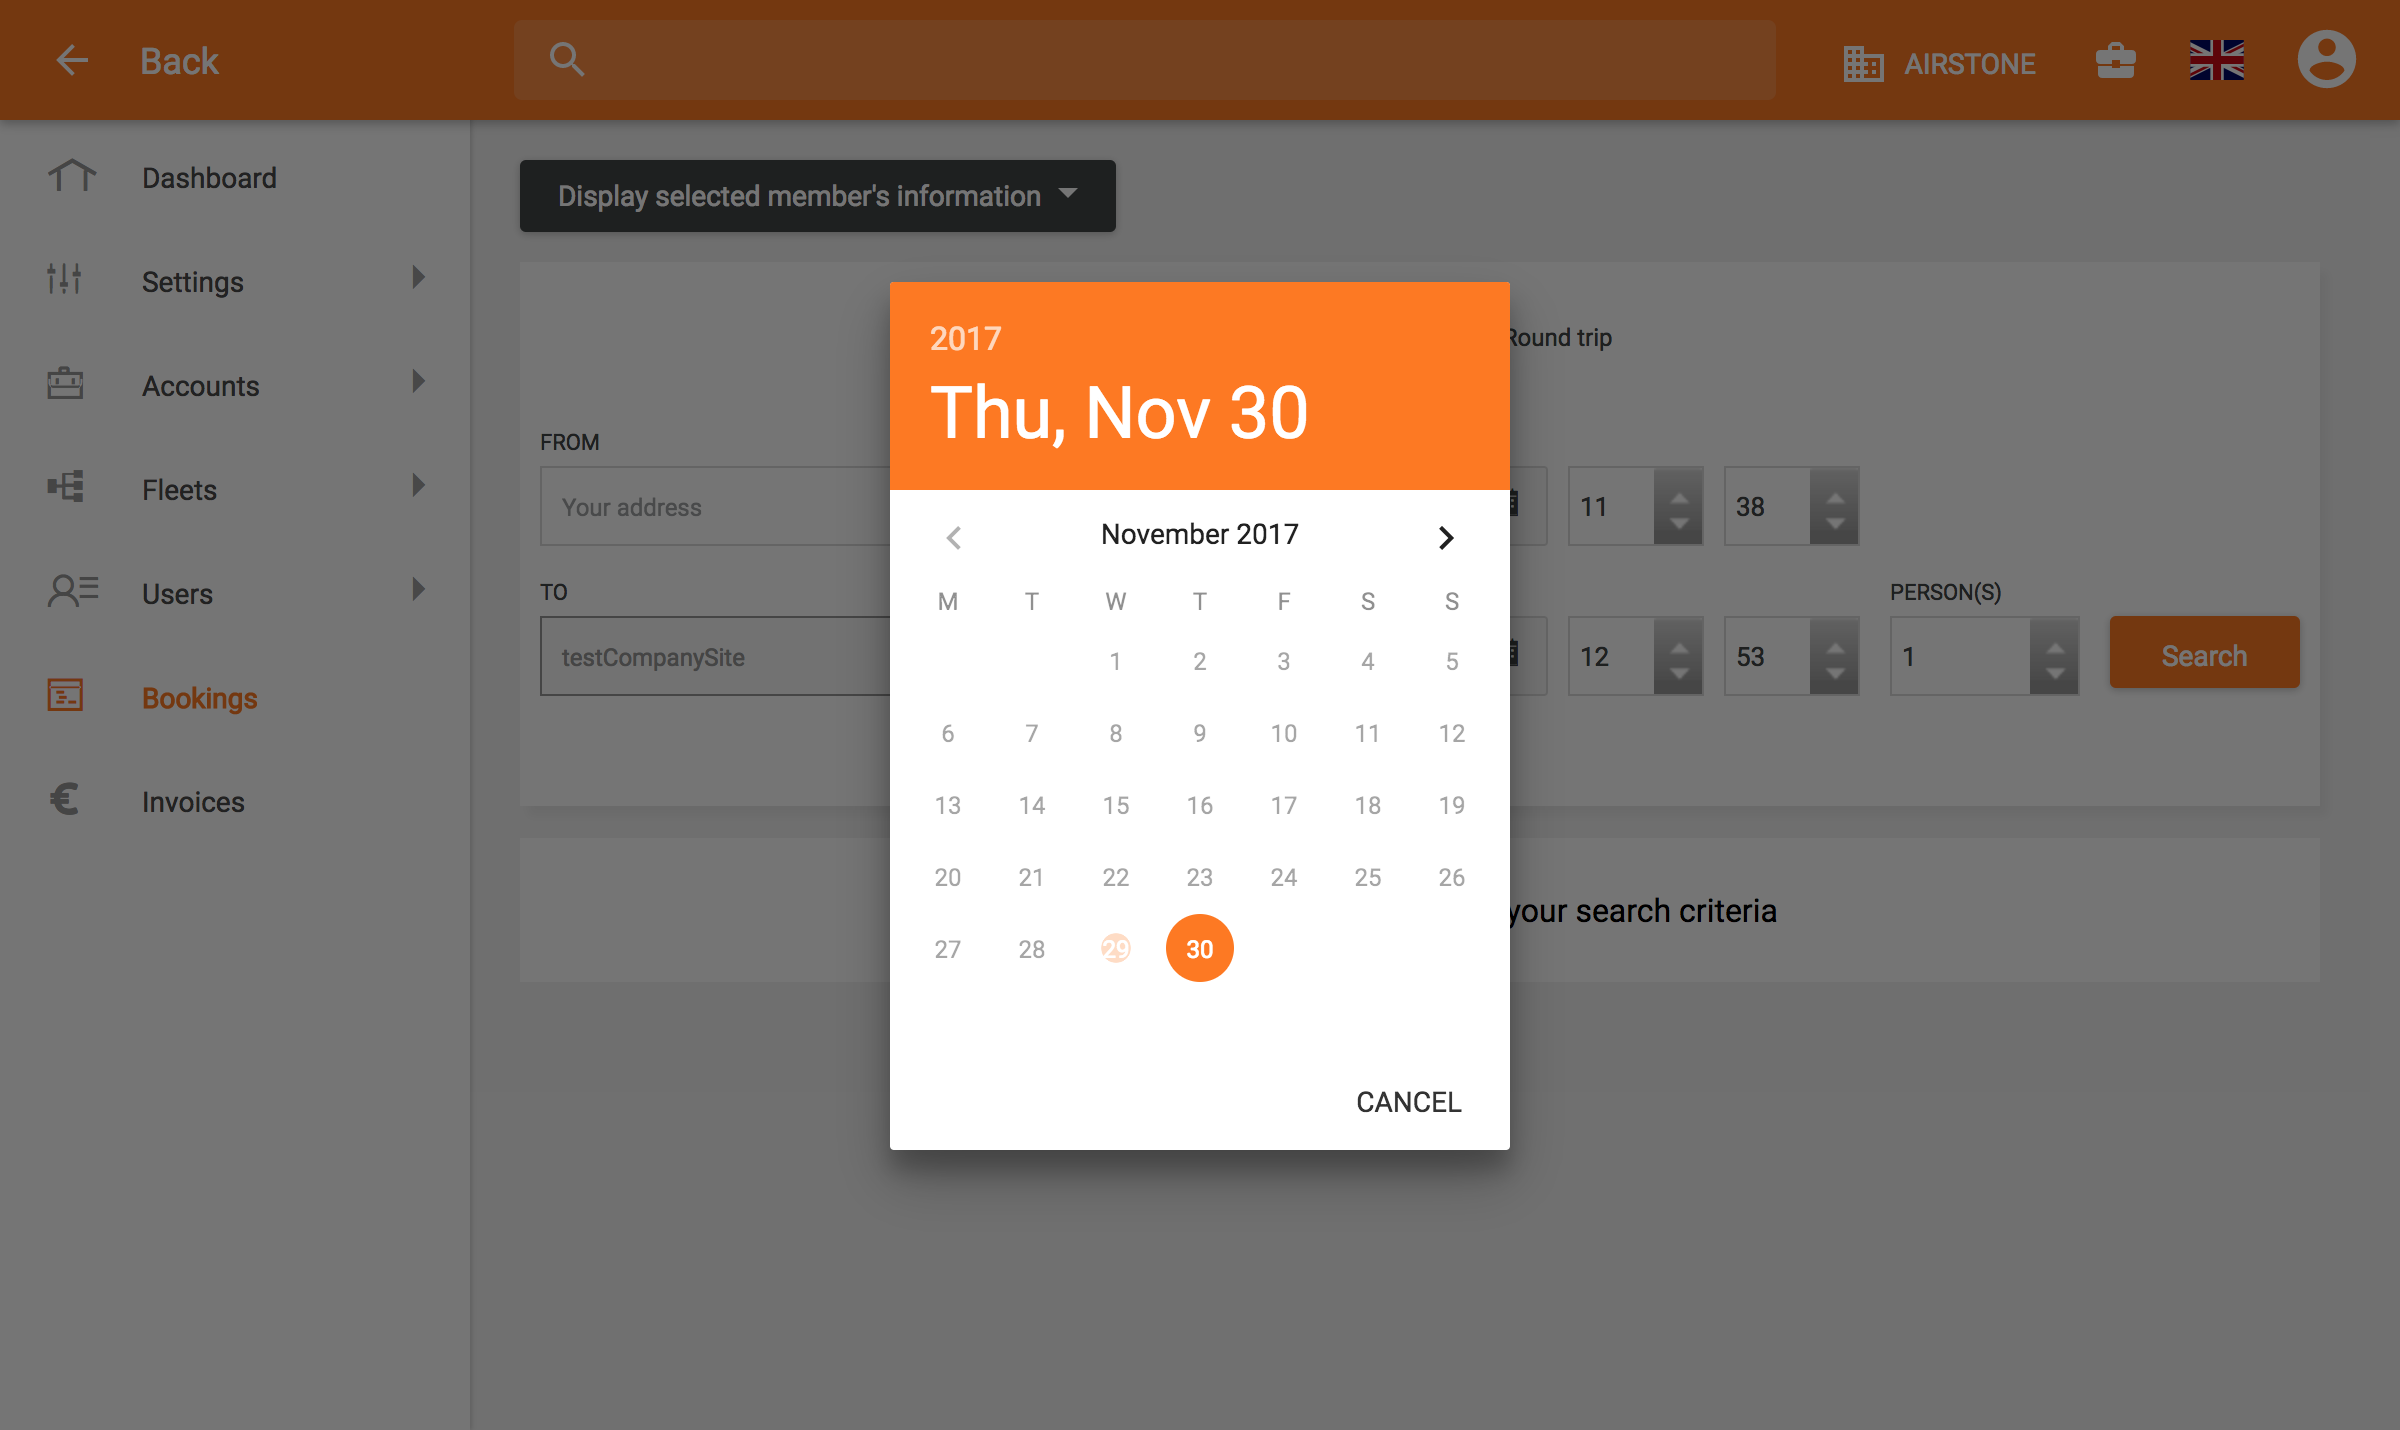 Back
AIRSTONE
Dashboard
Settings
Accounts
Fleets
Users
Bookings
Invoices
Display selected member's information
Round trip
FROM
Your address
11
38
TO
testCompanySite
12
53
PERSON(S)
1
Search
your search criteria
2017
Thu, Nov 30
November 2017
M T W T F S S
1 2 3 4 5
6 7 8 9 10 11 12
13 14 15 16 17 18 19
20 21 22 23 24 25 26
27 28 29 30
CANCEL